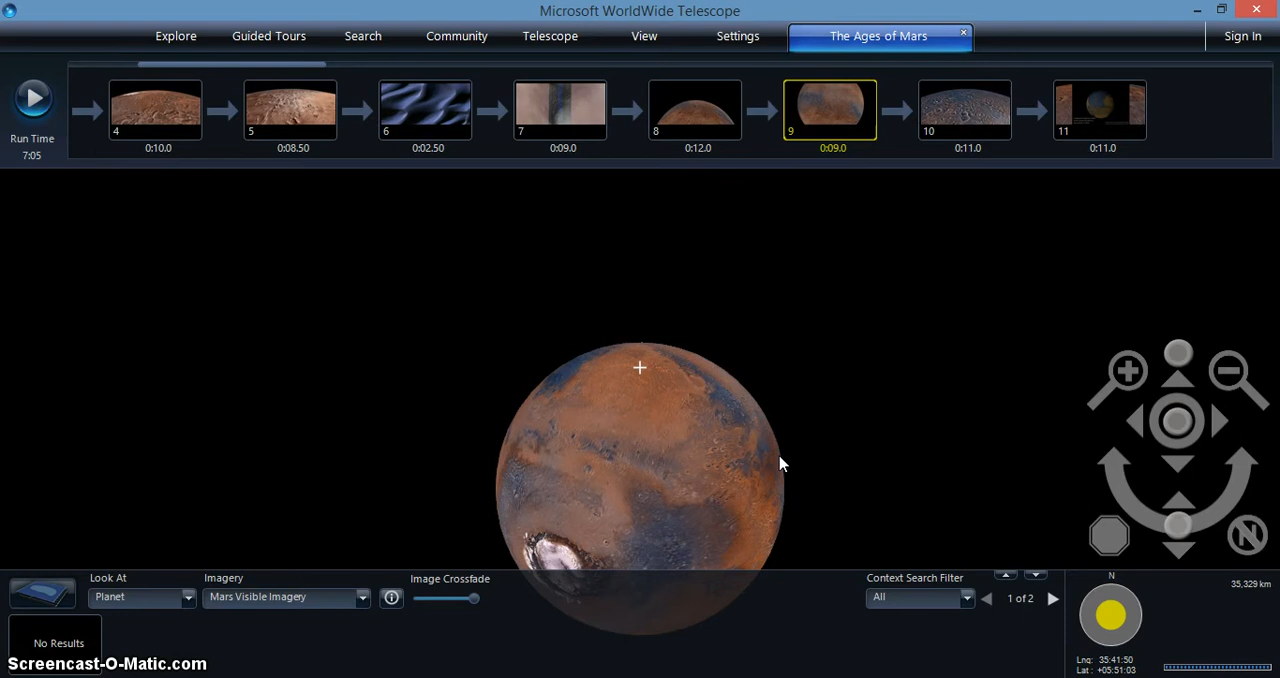 Microsoft WorldWide Telescope
Explore Guided Tours Search Community Telescope View Settings The Ages of Mars Sign In
Run Time
7:05
4 5 6 7 8 9 10 11
0:10.0 0:08.50 0:02.50 0:09.0 0:12.0 0:09.0 0:11.0 0:11.0
N
Look At Imagery Image Crossfade Context Search Filter N
Planet Mars Visible Imagery All 1 of 2 35,329 km
No Results
Screencast-O-Matic.com
Lng: 35:41:50
Lat : +05:51:03